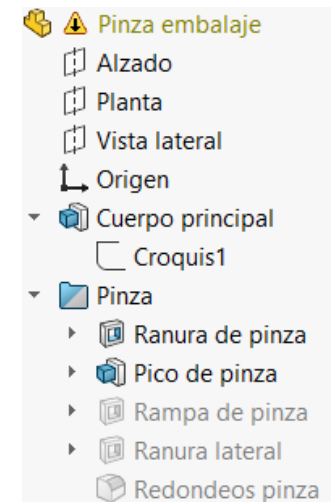 Pinza embalaje
Alzado
Planta
Vista lateral
Origen
Cuerpo principal
Croquis1
Pinza
Ranura de pinza
Pico de pinza
Rampa de pinza
Ranura lateral
Redondeos pinza